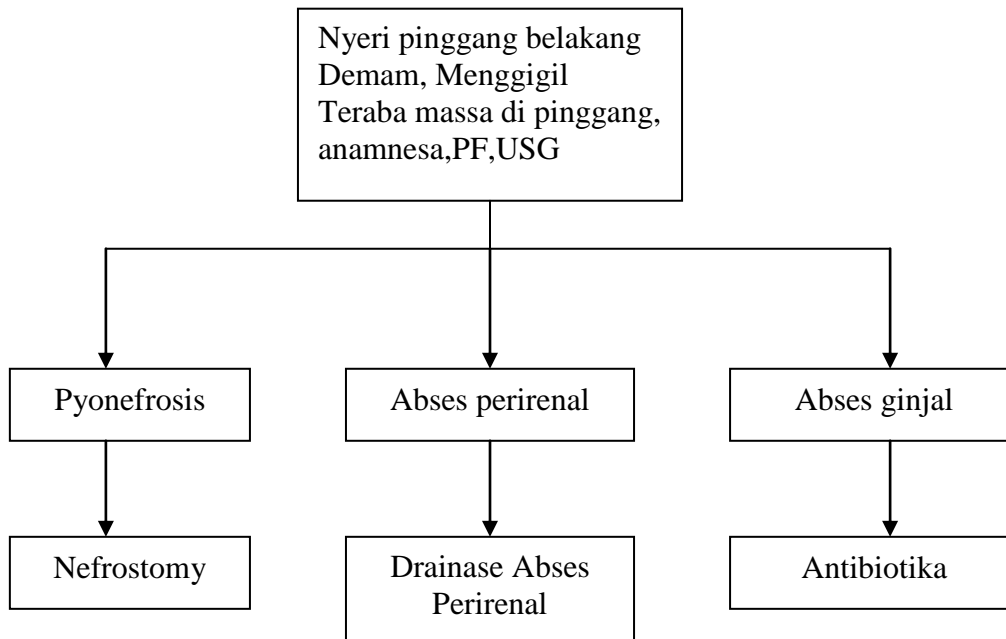 Nyeri pinggang belakang
Demam, Menggigil
Teraba massa di pinggang,
anamnesa,PF,USG
Pyonefrosis
Abses perirenal
Abses ginjal
Nefrostomy
Drainase Abses
Perirenal
Antibiotika